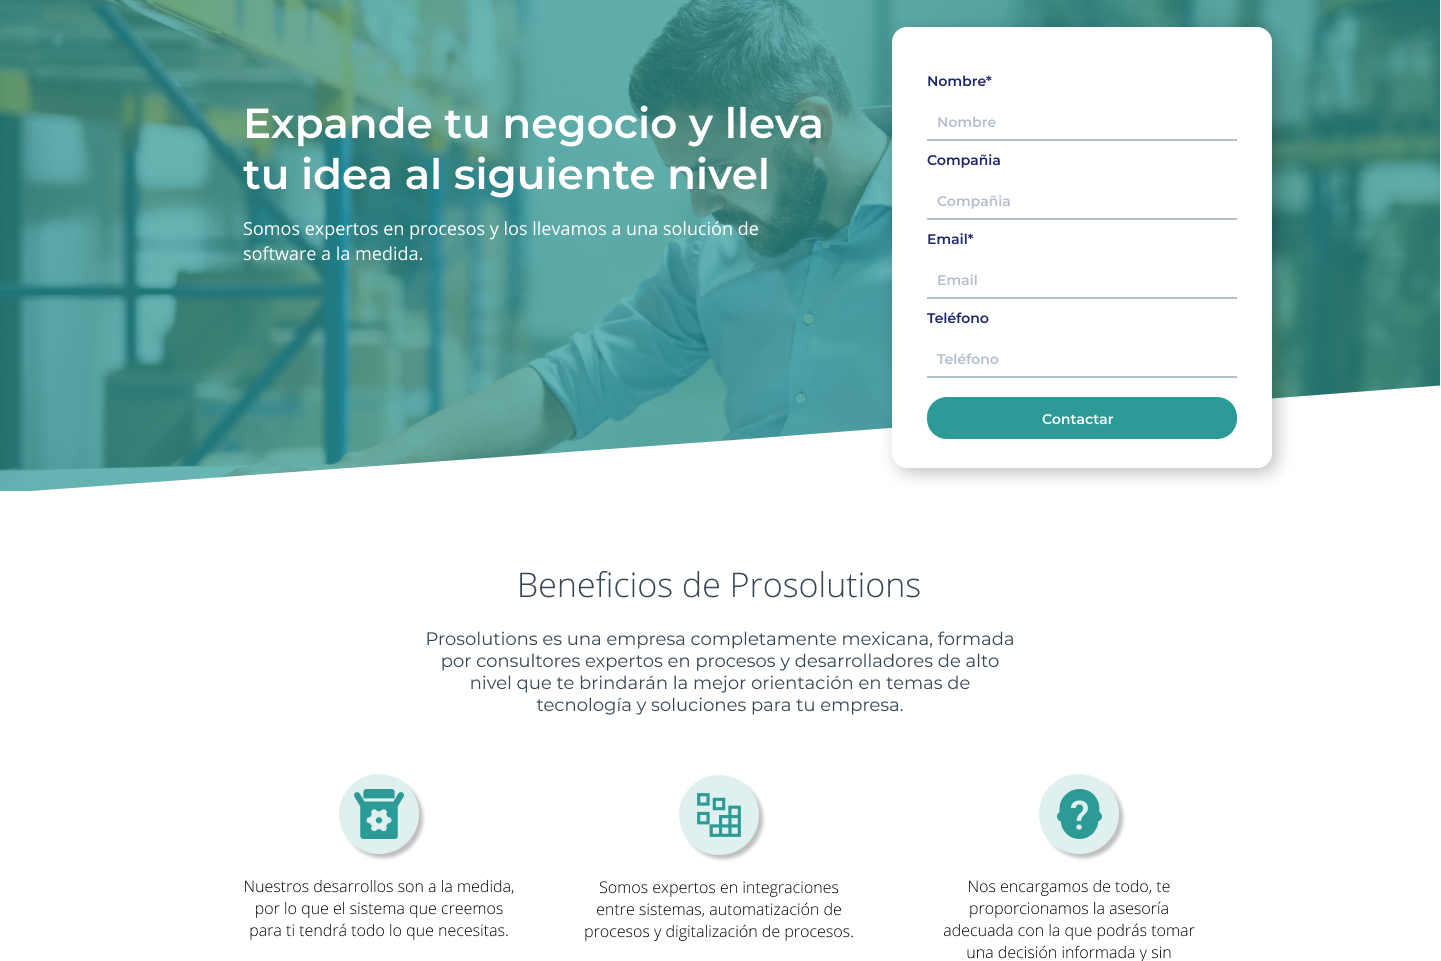 Expande tu negocio y lleva
tu idea al siguiente nivel
Somos expertos en procesos y los llevamos a una solución de
software a la medida.
Nombre*
Nombre
Compañia
Compañia
Email*
Email
Teléfono
Teléfono
Contactar
Beneficios de Prosolutions
Prosolutions es una empresa completamente mexicana, formada
por consultores expertos en procesos y desarrolladores de alto
nivel que te brindarán la mejor orientación en temas de
tecnología y soluciones para tu empresa.
Nuestros desarrollos son a la medida,
por lo que el sistema que creemos
para ti tendrá todo lo que necesitas.
Somos expertos en integraciones
entre sistemas, automatización de
procesos y digitalización de procesos.
Nos encargamos de todo, te
proporcionamos la asesoría
adecuada con la que podrás tomar
una decisión informada y sin